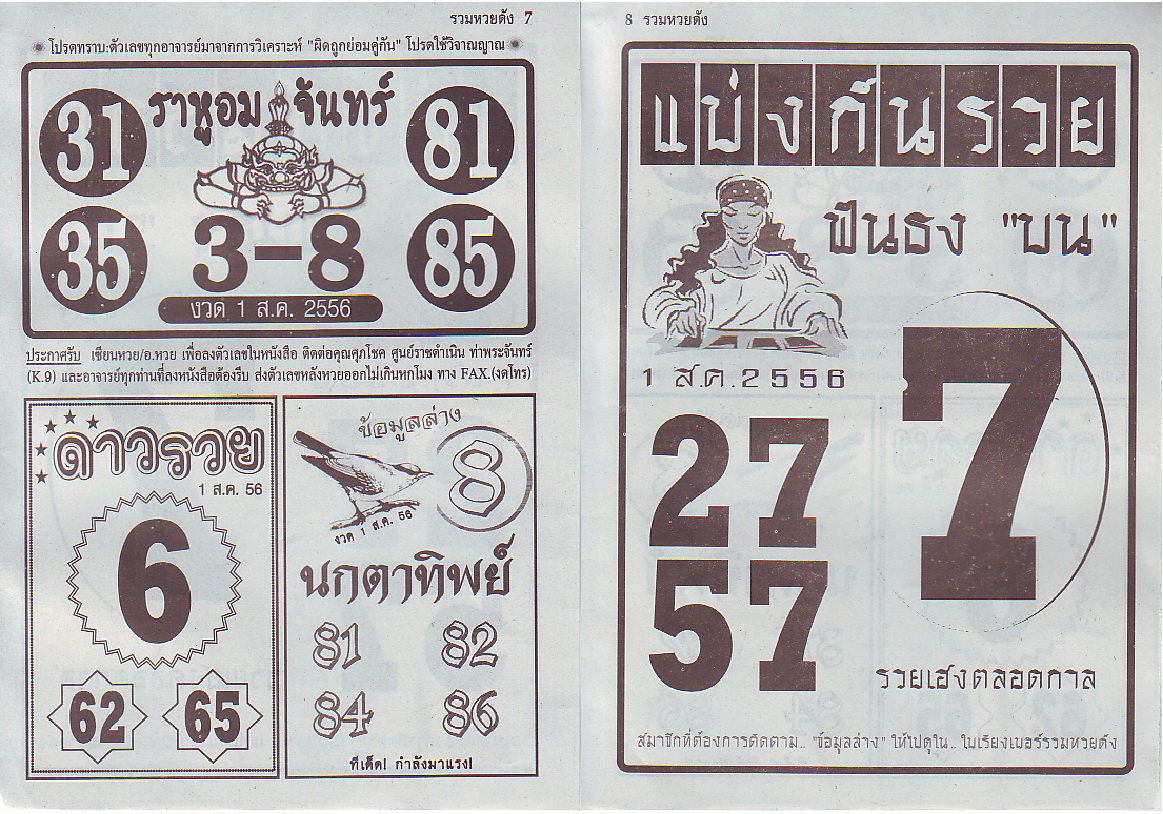 รวมหวยดัง 7
โปรดทราบ:ตัวเลขทุกอาจารย์มาจากการวิเคราะห์ "ผิดถูกย่อมคู่กัน" โปรดใช้วิจาณญาณ
ราหูอมจันทร์
31 81
35 3-8 85
งวด 1 ส.ค. 2556
ประกาศรับ เซียนหวย/อ.หวย เพื่อลงตัวเลขในหนังสือ ติดต่อคุณศุภโชค ศูนย์ราชดำเนิน ท่าพระจันทร์
(K.9) และอาจารย์ทุกท่านที่ลงหนังสือต้องรีบ ส่งตัวเลขหลังหวยออกไม่เกินหกโมง ทาง FAX.(งดโทร)
ดาวรวย
1 ส.ค. 56
6
62 65
ข้อมูลล่าง
8
งวด 1 ส.ค. 56
นกตาทิพย์
81 82
84 86
ทีเด็ด! กำลังมาแรง!
8 รวมหวยดัง
แบ่งกันรวย
ฟันธง "บน"
1 ส.ค.2556
7
27
57
รวยเฮงตลอดกาล
สมาชิกที่ต้องการติดตาม.. "ข้อมูลล่าง" ให้ไปดูใน.. ใบเรียงเบอร์รวมหวยดัง